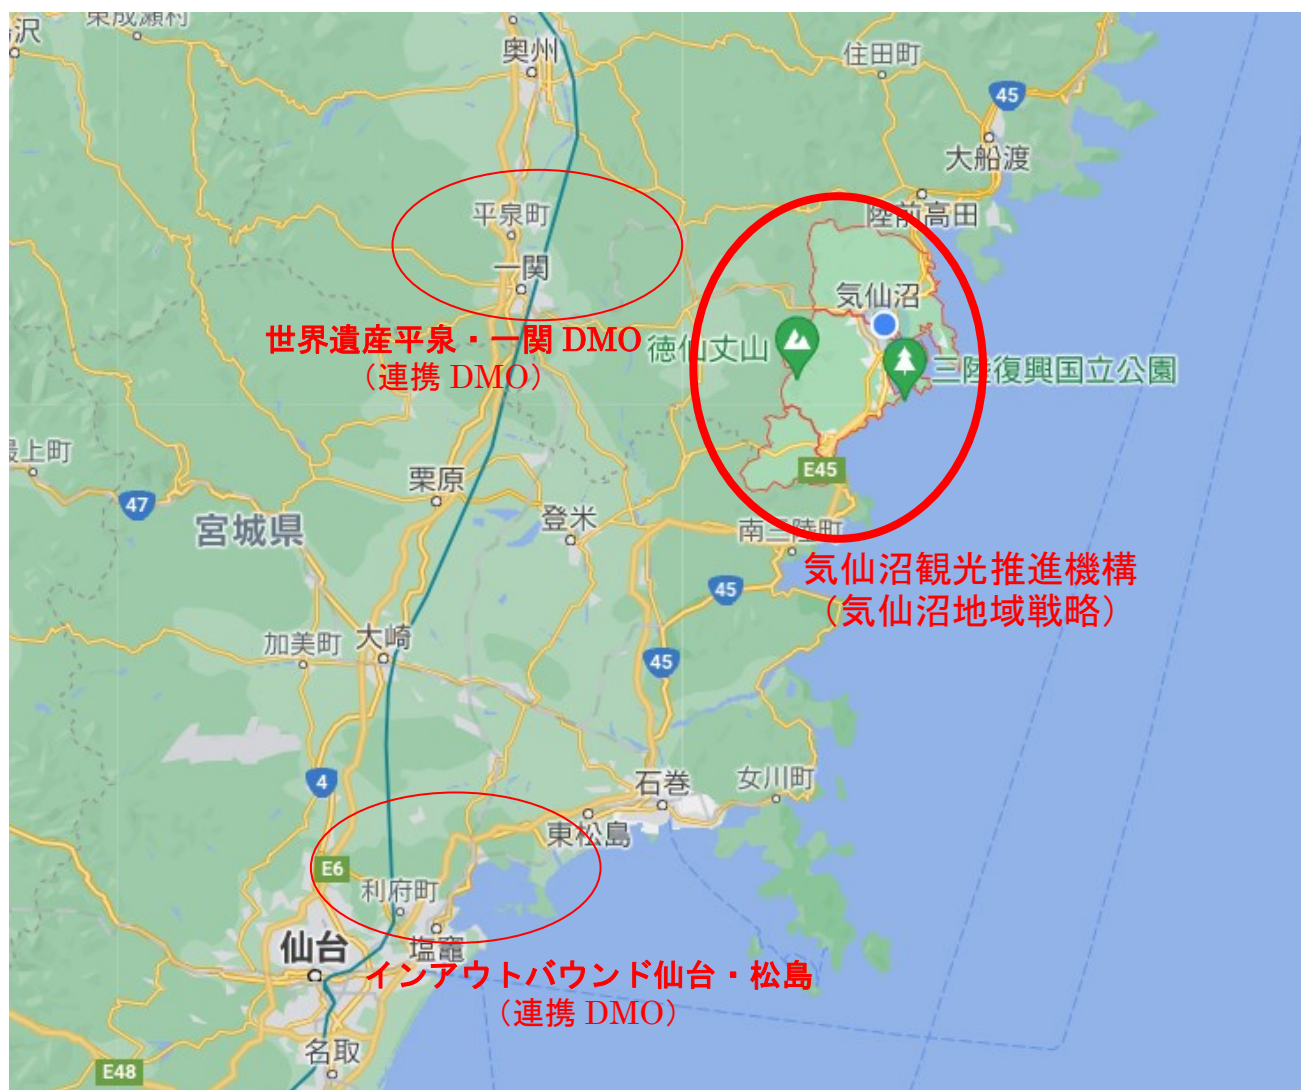 東成瀬村
沢
奥州
住田町
45
大船渡
陸前高田
平泉町
一関
気仙沼
世界遺産平泉・一関 DMO
（連携 DMO）
徳仙丈山
三陸復興国立公園
最上町
栗原
E45
47
宮城県
登米
南三陸町
気仙沼観光推進機構
（気仙沼地域戦略）
45
加美町
大崎
45
4
石巻
女川町
東松島
E6
利府町
仙台
塩竈
インアウトバウンド仙台・松島
（連携 DMO）
名取
E48